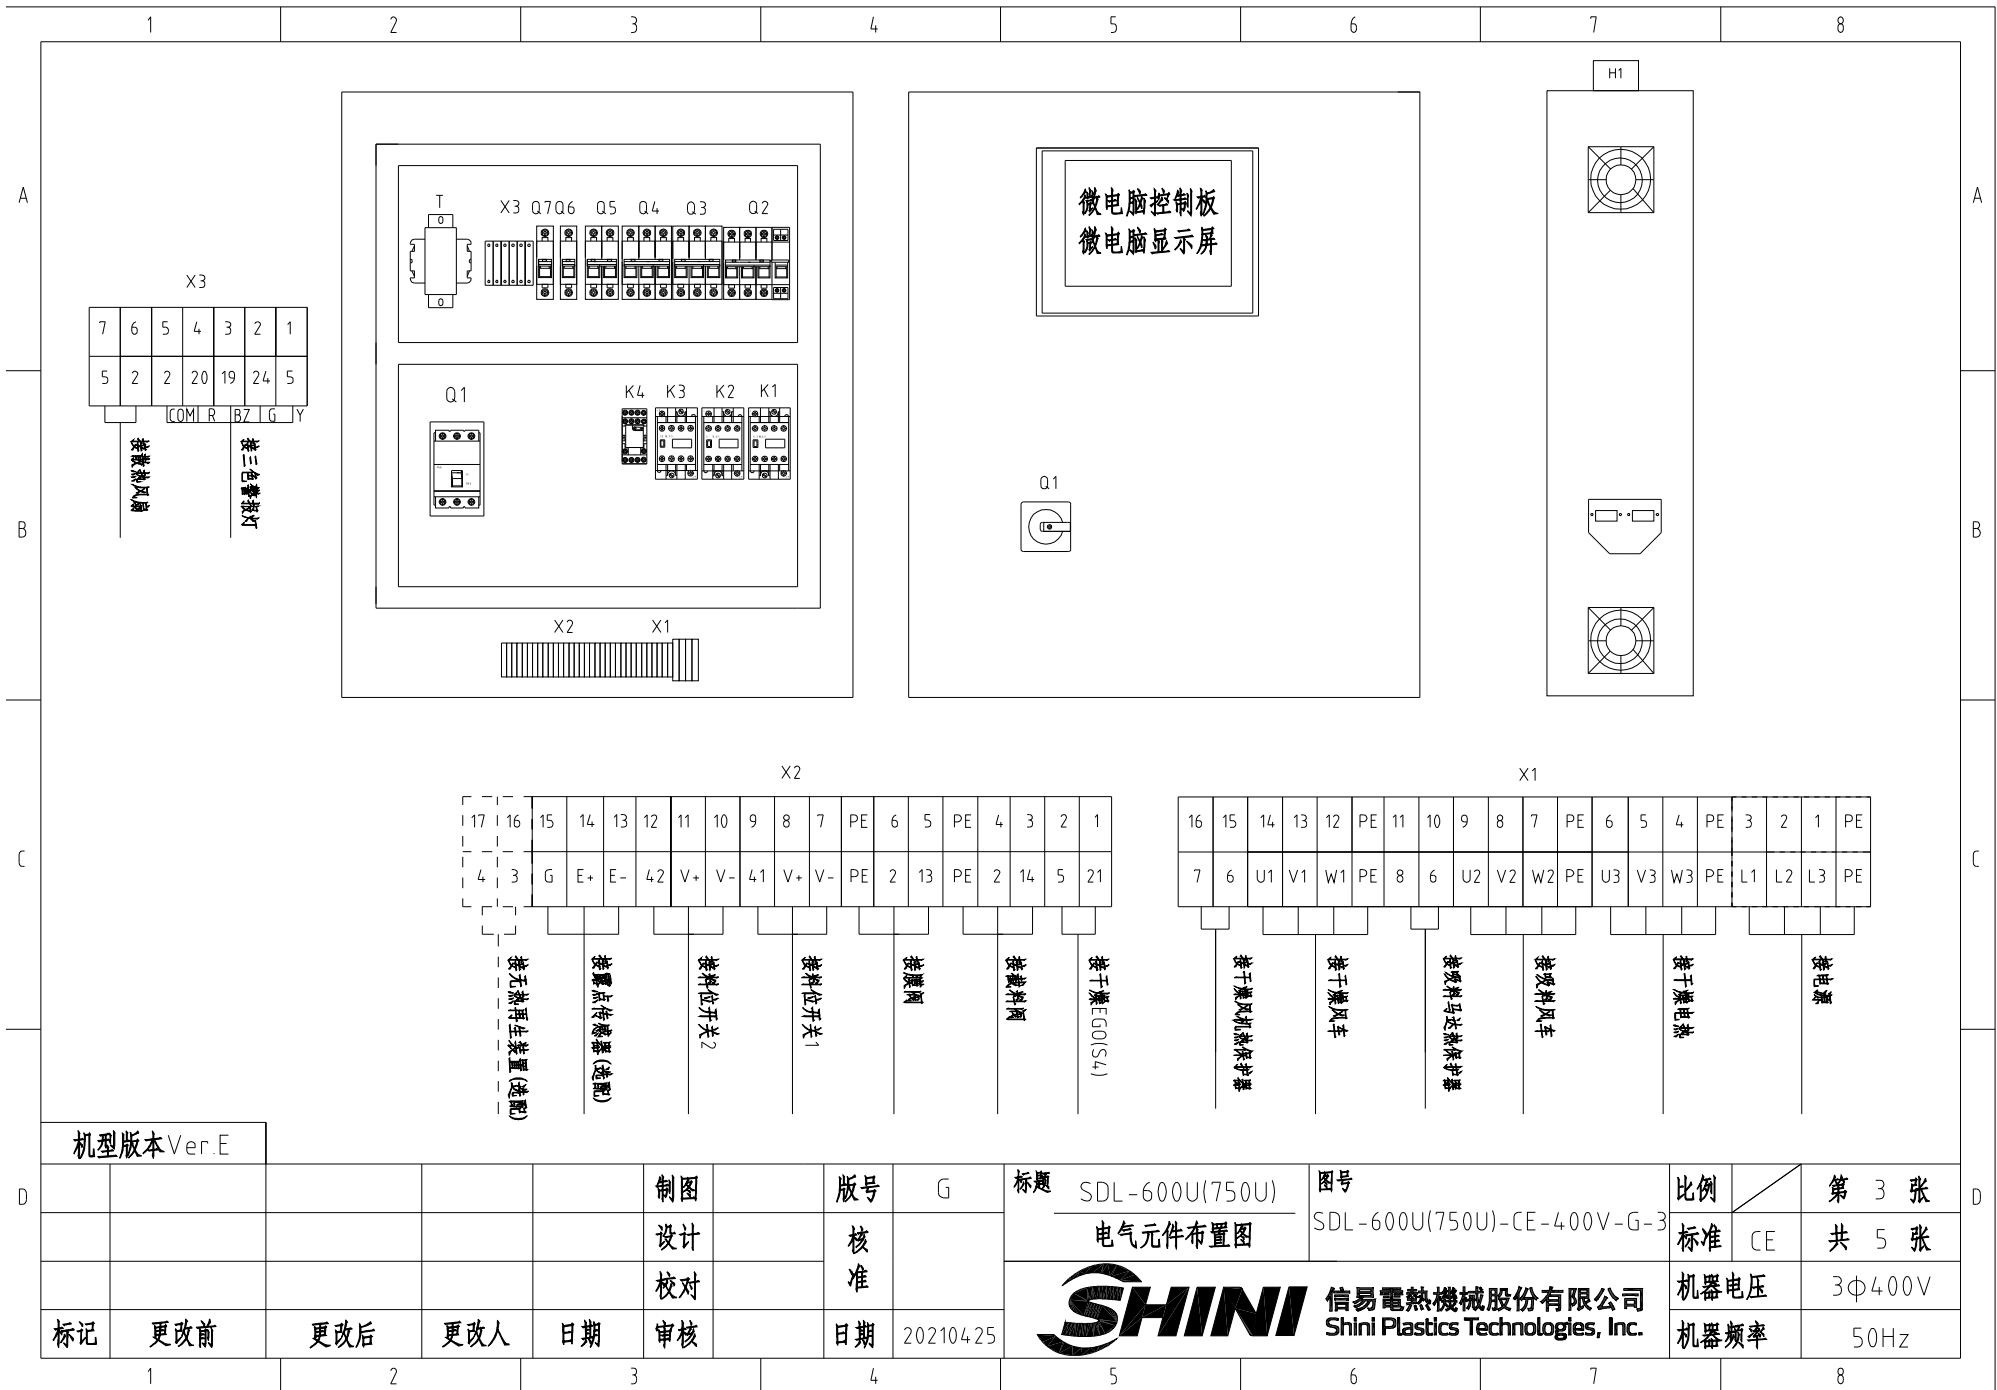 1 2 3 4 5 6 7 8
H1
A A
微电脑控制板
微电脑显示屏
T X3 Q7 Q6 Q5 Q4 Q3 Q2
X3
7 6 5 4 3 2 1
5 2 2 20 19 24 5
COM R BZ G Y
接散热风扇
接三色警报灯
Q1 K4 K3 K2 K1
Q1
B B
X2 X1
X2
17 16 15 14 13 12 11 10 9 8 7 PE 6 5 PE 4 3 2 1
4 3 G E+ E- 42 V+ V- 41 V+ V- PE 2 13 PE 2 14 5 21
接无热再生装置(选配)
接露点传感器(选配)
接料位开关2
接料位开关1
接膜阀
接截料阀
接干燥EGO(S4)
X1
16 15 14 13 12 PE 11 10 9 8 7 PE 6 5 4 PE 3 2 1 PE
7 6 U1 V1 W1 PE 8 6 U2 V2 W2 PE U3 V3 W3 PE L1 L2 L3 PE
接干燥风机热保护器
接干燥风车
接吸料马达热保护器
接吸料风车
接干燥电热
接电源
C C
机型版本Ver.E
D D
制图 版号 G
设计 核准
校对
标记 更改前 更改后 更改人 日期 审核 日期 20210425
标题 SDL-600U(750U)
电气元件布置图
图号
SDL-600U(750U)-CE-400V-G-3
比例 第 3 张
标准 CE 共 5 张
机器电压 3Φ400V
机器频率 50Hz
SHINI
信易電熱機械股份有限公司
Shini Plastics Technologies, Inc.
1 2 3 4 5 6 7 8